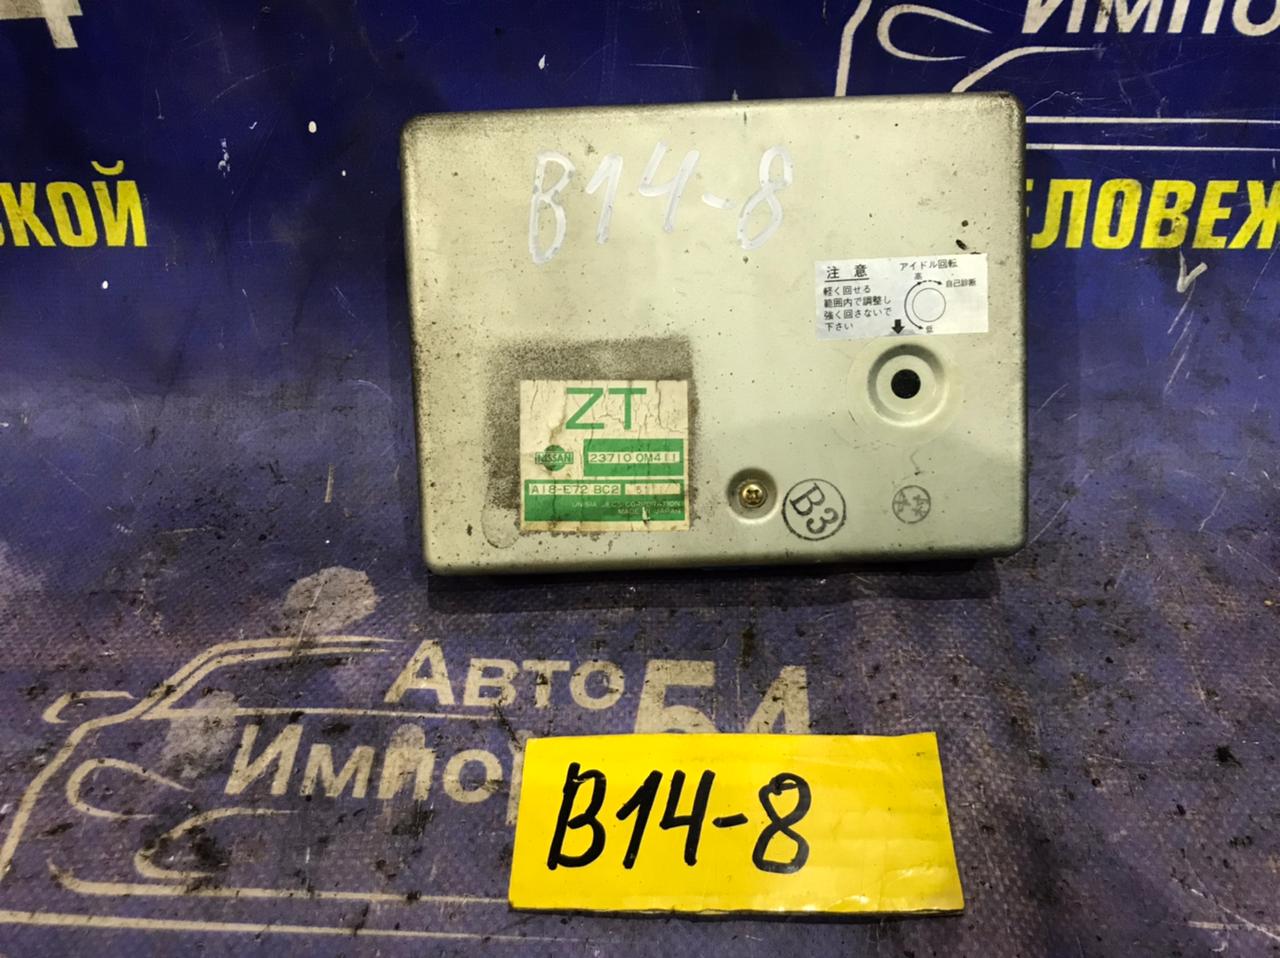 ИМПО
СКОЙ
ЕЛОВЕЖ
B14-8
注意
アイドル回転
高
自己診断
軽く回せる
範囲内で調整し
強く回さないで
下さい
低
ZT
NISSAN
23710 0M411
A18-E72 BC2
UNISIA JECS CORPORATION
MADE IN JAPAN
B3
АВТО 54
ИМПО
B14-8